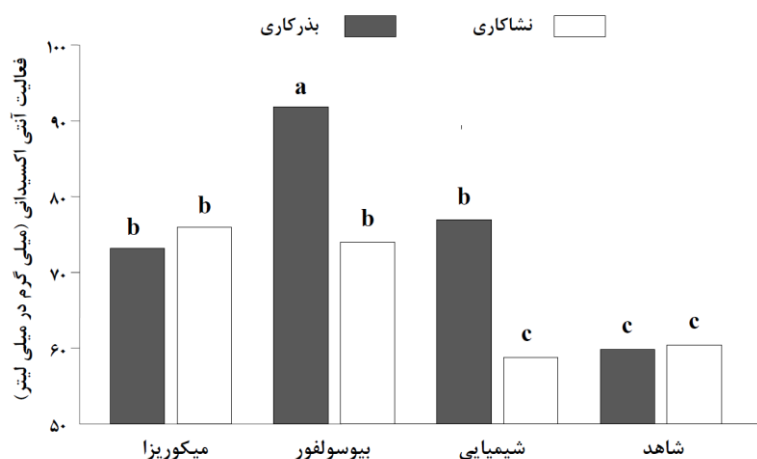 نشاکاری
بذرکاری
فعالیت آنتی اکسیدانی (میلی گرم در میلی لیتر)
۱۰۰
۹۰
۸۰
۷۰
۶۰
۵۰
b
b
a
b
b
c
c
c
میکوریزا
بیوسولفور
شیمیایی
شاهد